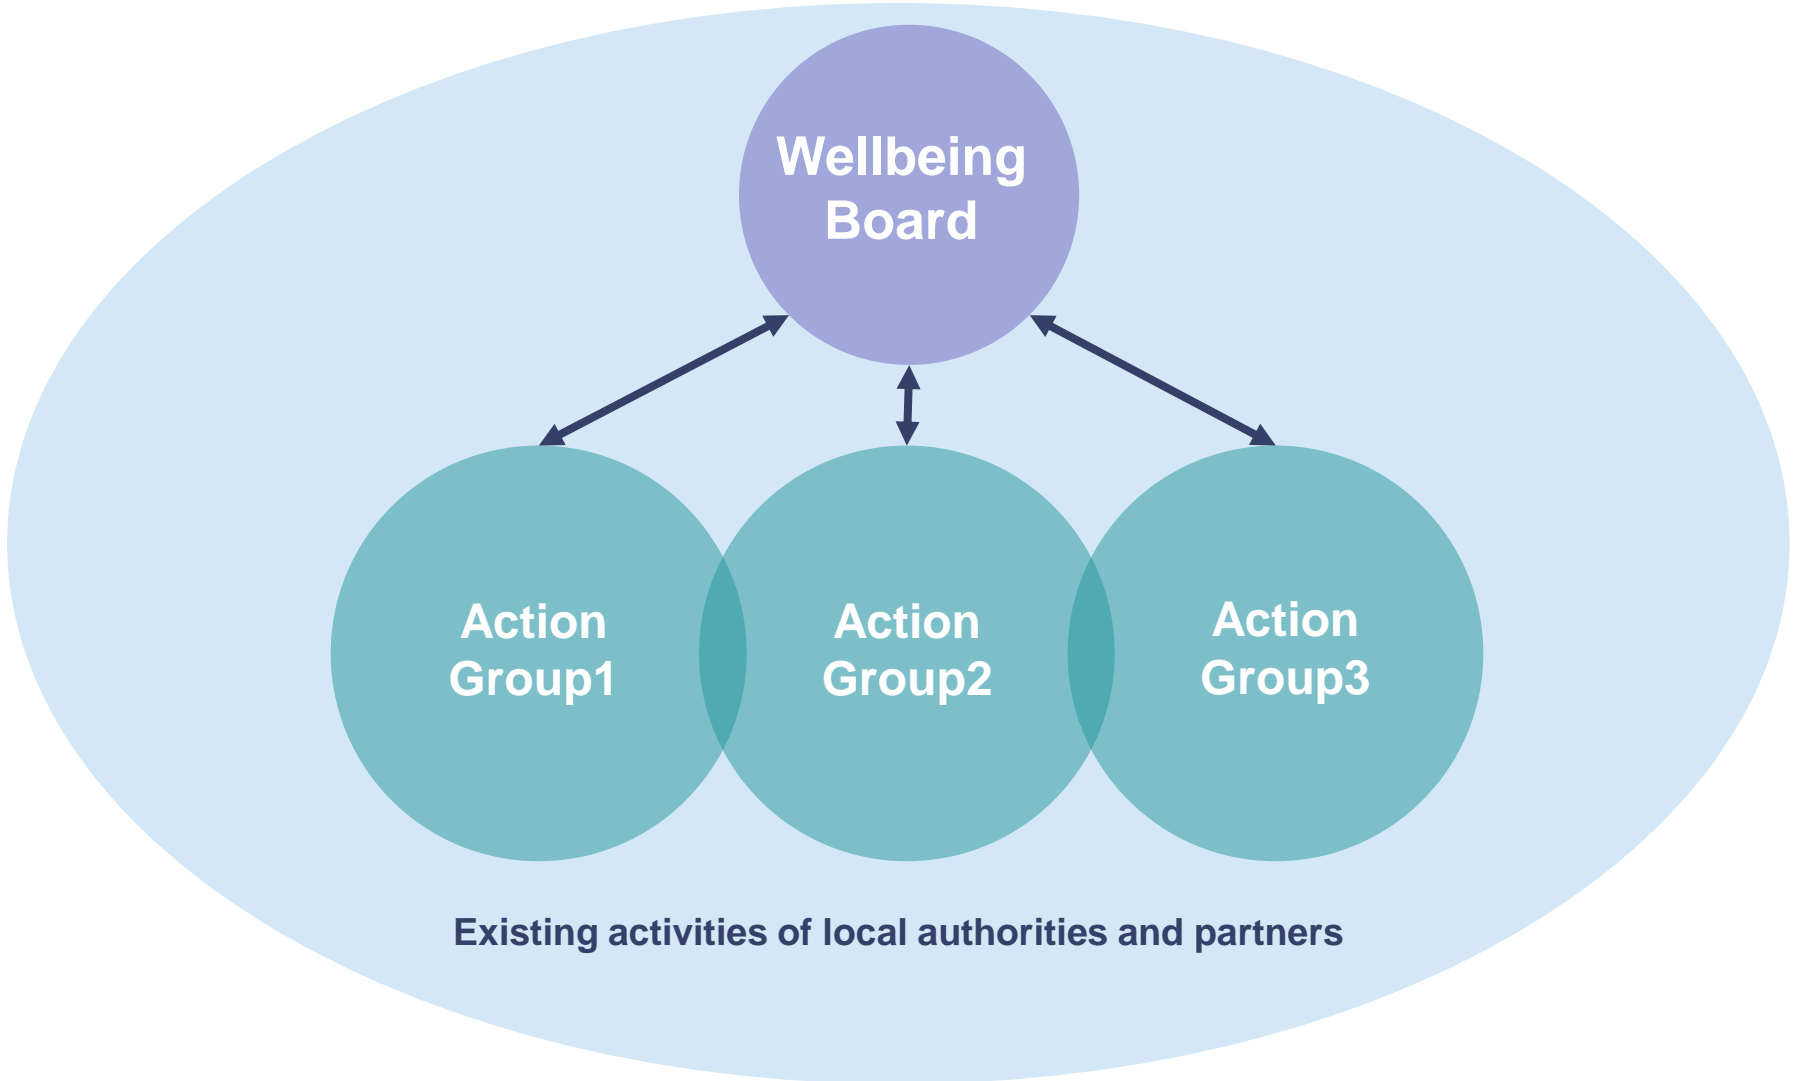 Wellbeing
Board
Action
Group1
Action
Group2
Action
Group3
Existing activities of local authorities and partners